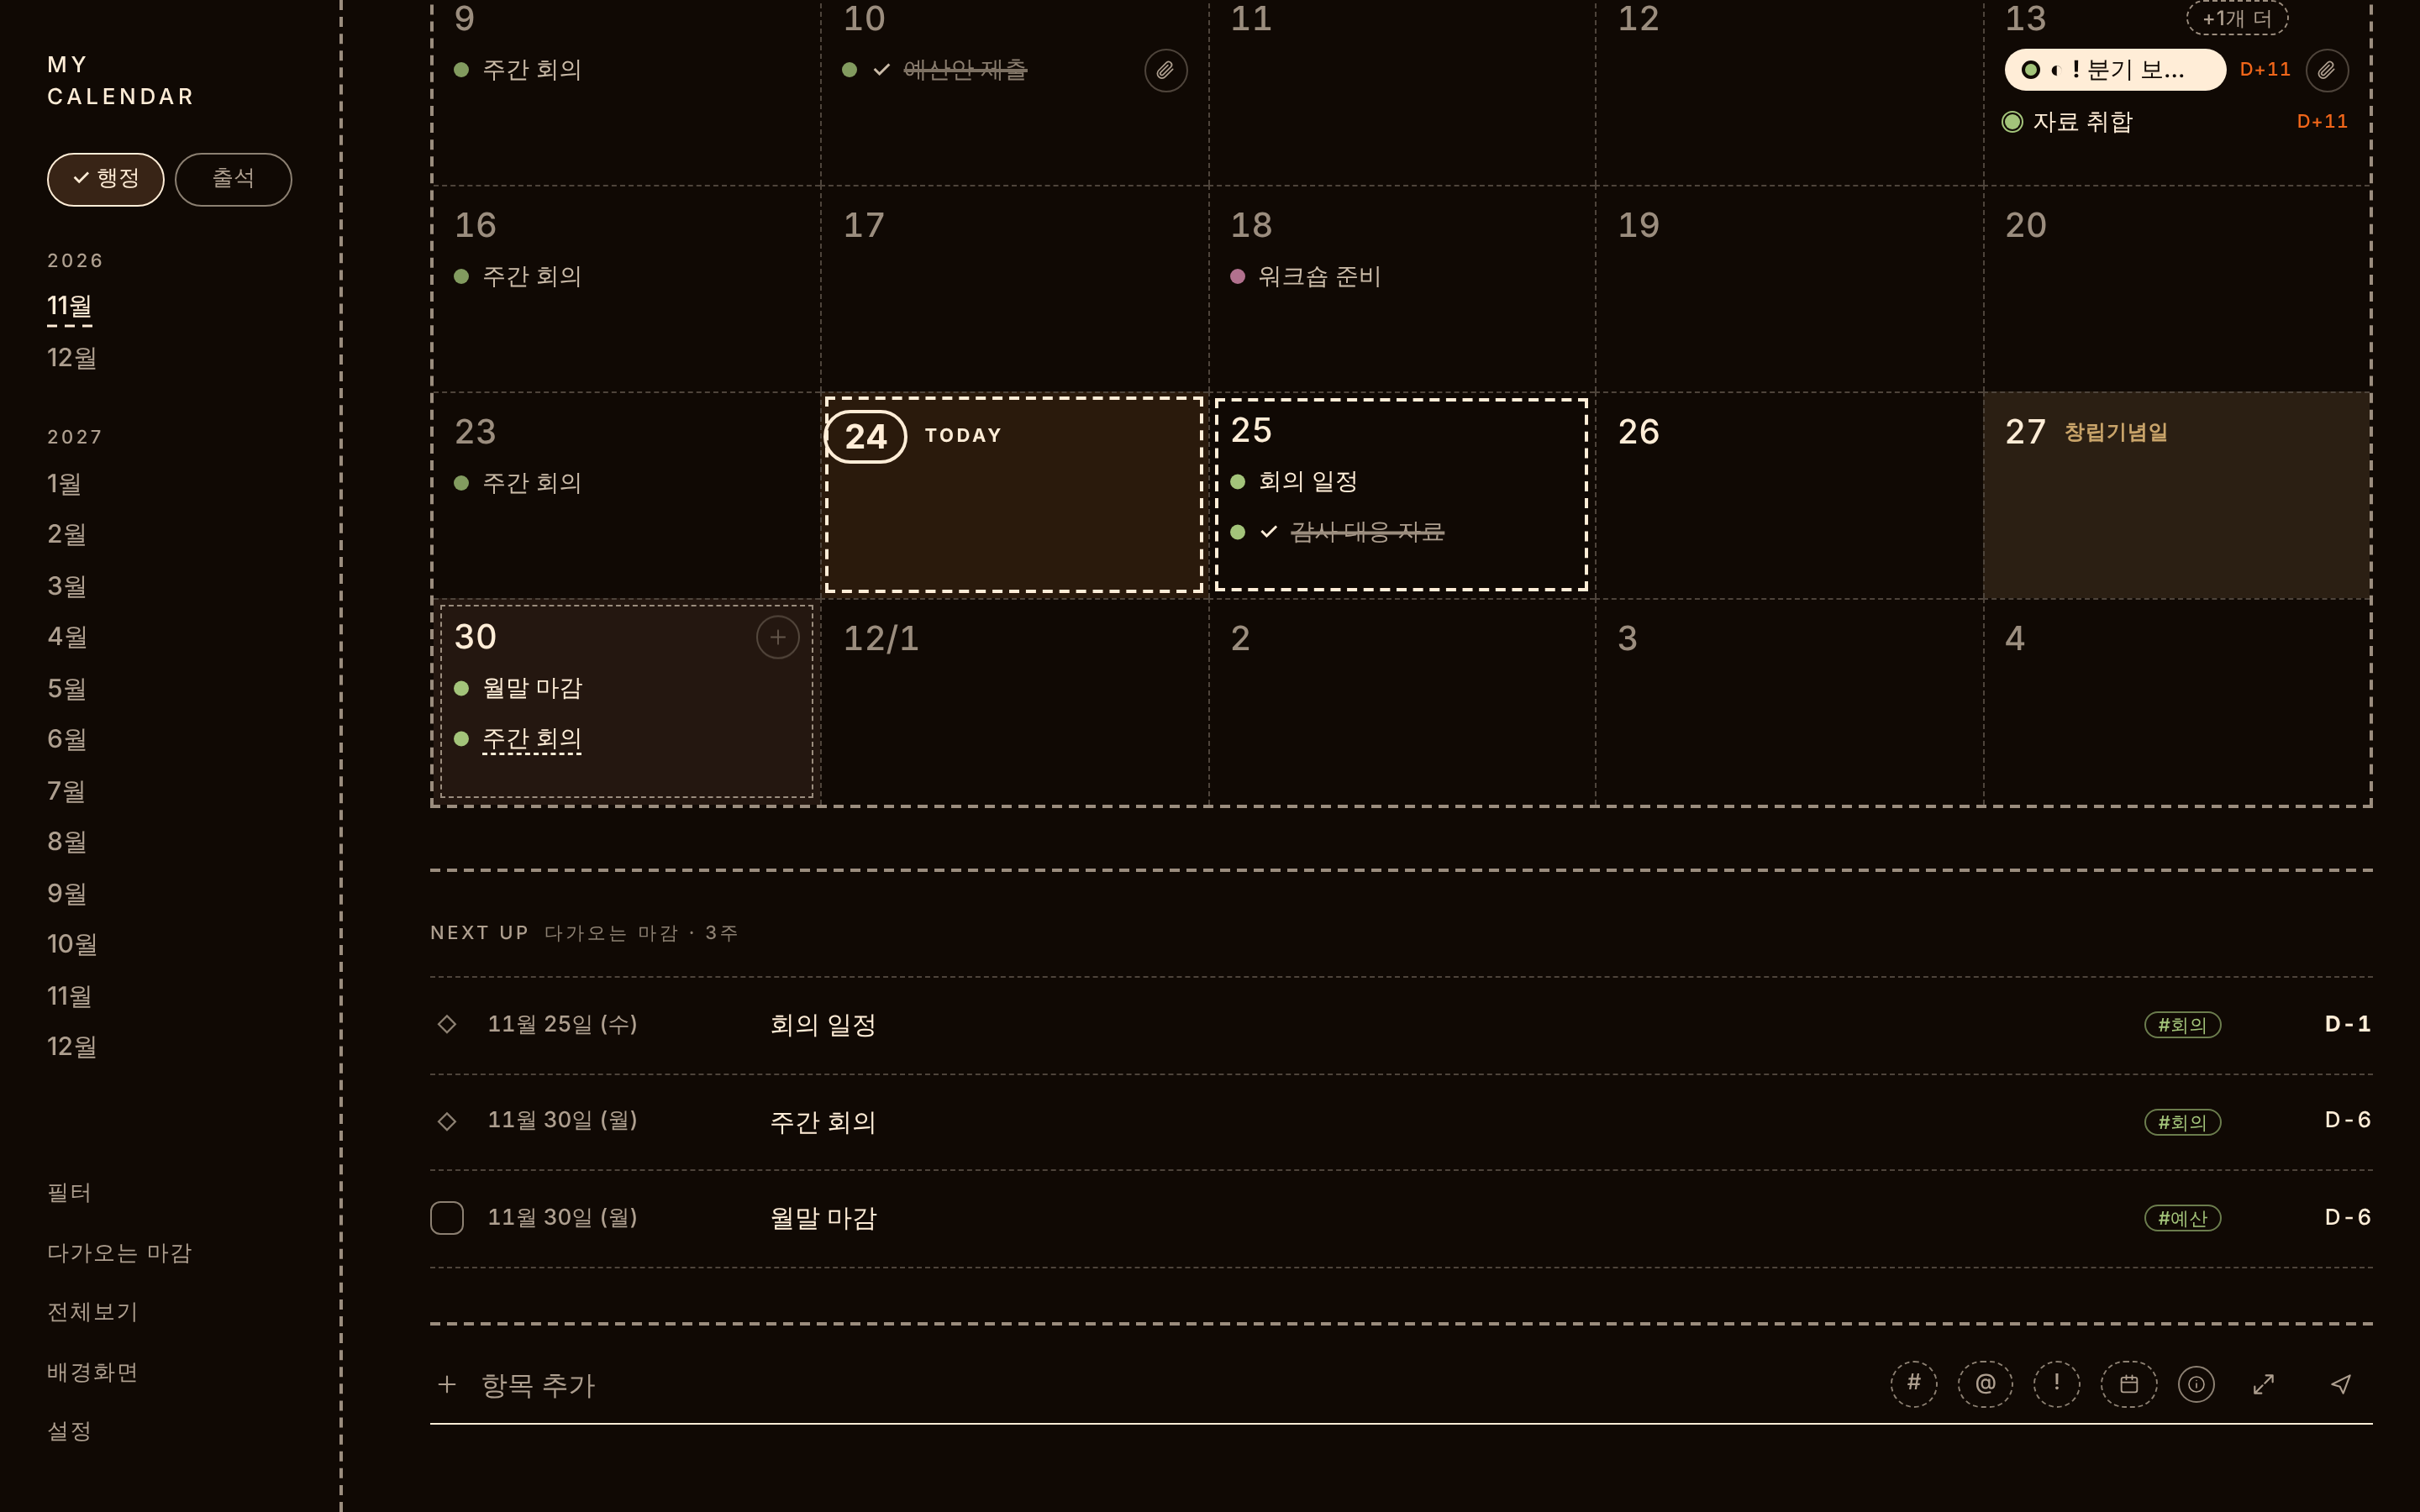 MY
CALENDAR
행정
출석
2026
11월
12월
2027
1월
2월
3월
4월
5월
6월
7월
8월
9월
10월
11월
12월
필터
다가오는 마감
전체보기
배경화면
설정
9
주간 회의
10
예산안 제출
11
12
13
+1개 더
! 분기 보...
D+11
자료 취합
D+11
16
주간 회의
17
18
워크숍 준비
19
20
23
주간 회의
24 TODAY
25
회의 일정
감사 대응 자료
26
27 창립기념일
30
월말 마감
주간 회의
12/1
2
3
4
NEXT UP 다가오는 마감 · 3주
11월 25일 (수) 회의 일정 #회의 D-1
11월 30일 (월) 주간 회의 #회의 D-6
11월 30일 (월) 월말 마감 #예산 D-6
+ 항목 추가 # @ !